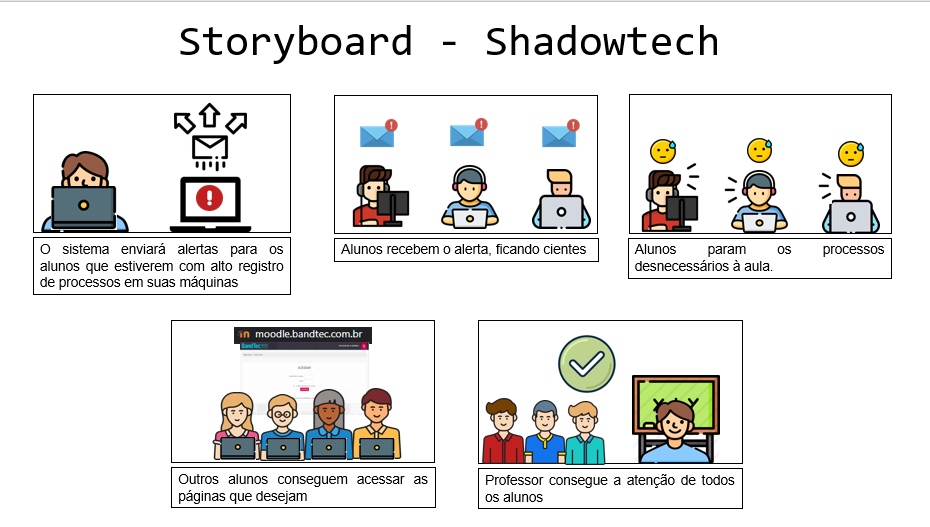 Storyboard - Shadowtech
O sistema enviará alertas para os
alunos que estiverem com alto registro
de processos em suas máquinas
Alunos recebem o alerta, ficando cientes
Alunos param os processos
desnecessários à aula.
moodle.bandtec.com.br
BandTec
Outros alunos conseguem acessar as
páginas que desejam
Professor consegue a atenção de todos
os alunos